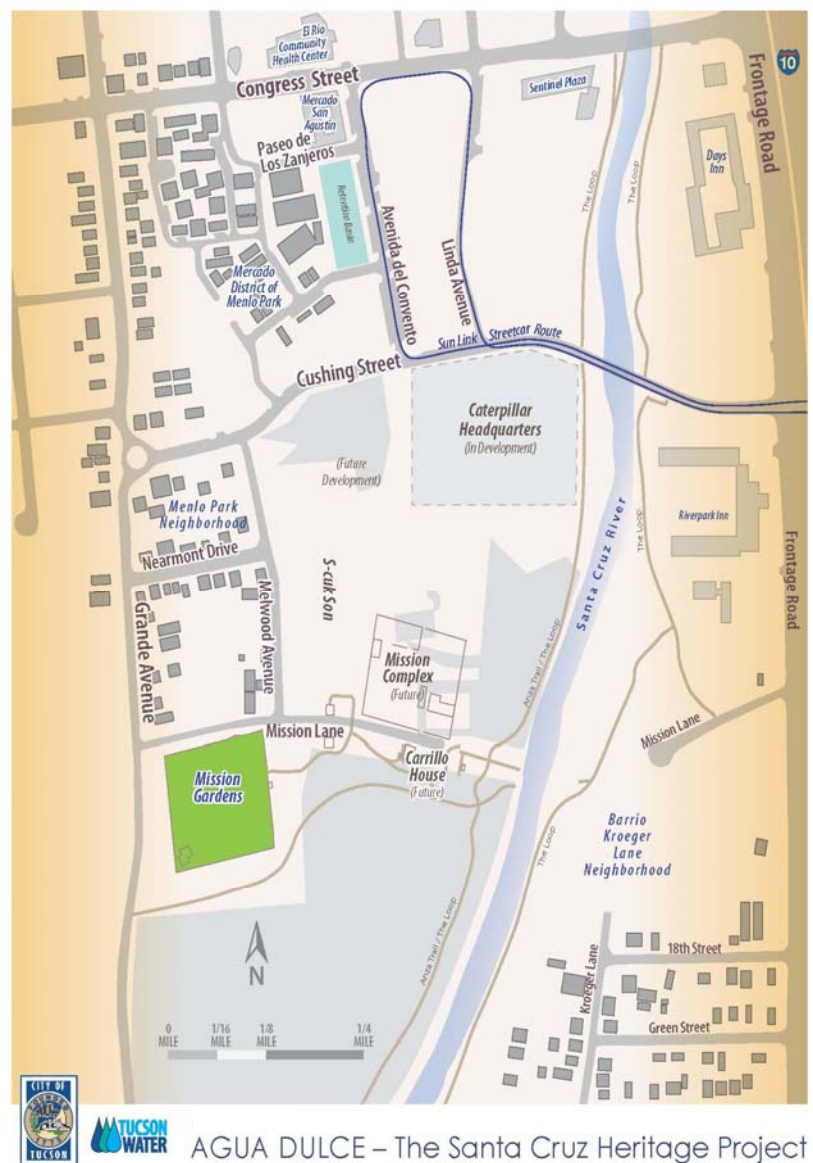 El Rio
Community
Health Center
Congress Street
10
Frontage Road
Sentinel Plaza
Mercado
San
Agustin
Days
Inn
Paseo de
Los Zanjeros
Retention Basin
The Loop
The Loop
Avenida del Convento
Linda Avenue
Mercado
District of
Menlo Park
Sun Link Streetcar Route
Cushing Street
Caterpillar
Headquarters
(In Development)
(Future
Development)
Menlo Park
Neighborhood
Riverpark Inn
The Loop
Santa Cruz River
Frontage Road
Nearmont Drive
S-cuk Son
Melwood Avenue
Grande Avenue
Mission
Complex
(Future)
Anza Trail / The Loop
Mission Lane
Mission Lane
Carrillo
House
(Future)
Mission
Gardens
Barrio
Kroeger
Lane
Neighborhood
The Loop
Anza Trail / The Loop
N
Kroeger Lane
18th Street
Green Street
0
MILE
1/16
MILE
1/8
MILE
1/4
MILE
CITY OF
TUCSON
TUCSON
WATER
AGUA DULCE – The Santa Cruz Heritage Project